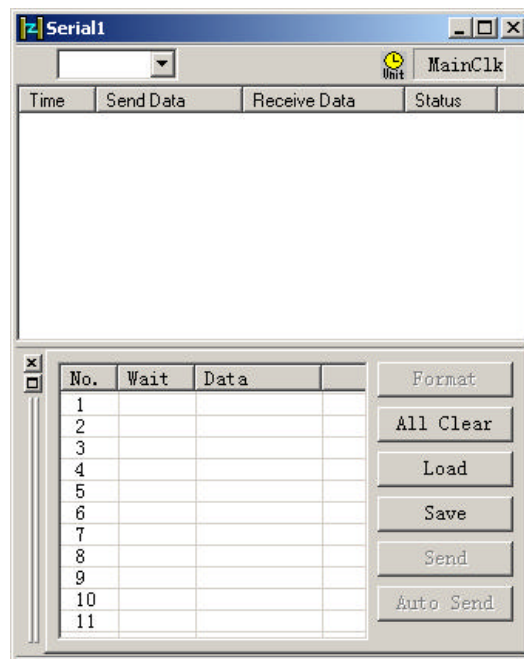 Serial1
Unit MainClk
Time Send Data Receive Data Status
No. Wait Data
Format
1
2
All Clear
3
4
Load
5
6
Save
7
8
Send
9
10
Auto Send
11